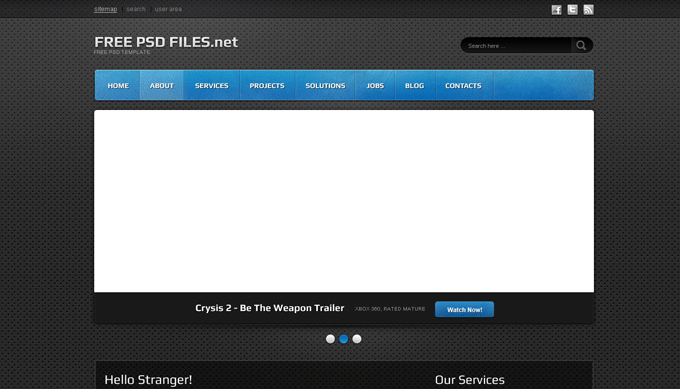 sitemap | search | user area
FREE PSD FILES.net
FREE PSD TEMPLATE
Search here ...
HOME ABOUT SERVICES PROJECTS SOLUTIONS JOBS BLOG CONTACTS
Crysis 2 - Be The Weapon Trailer XBOX 360, RATED MATURE Watch Now!
Hello Stranger! Our Services